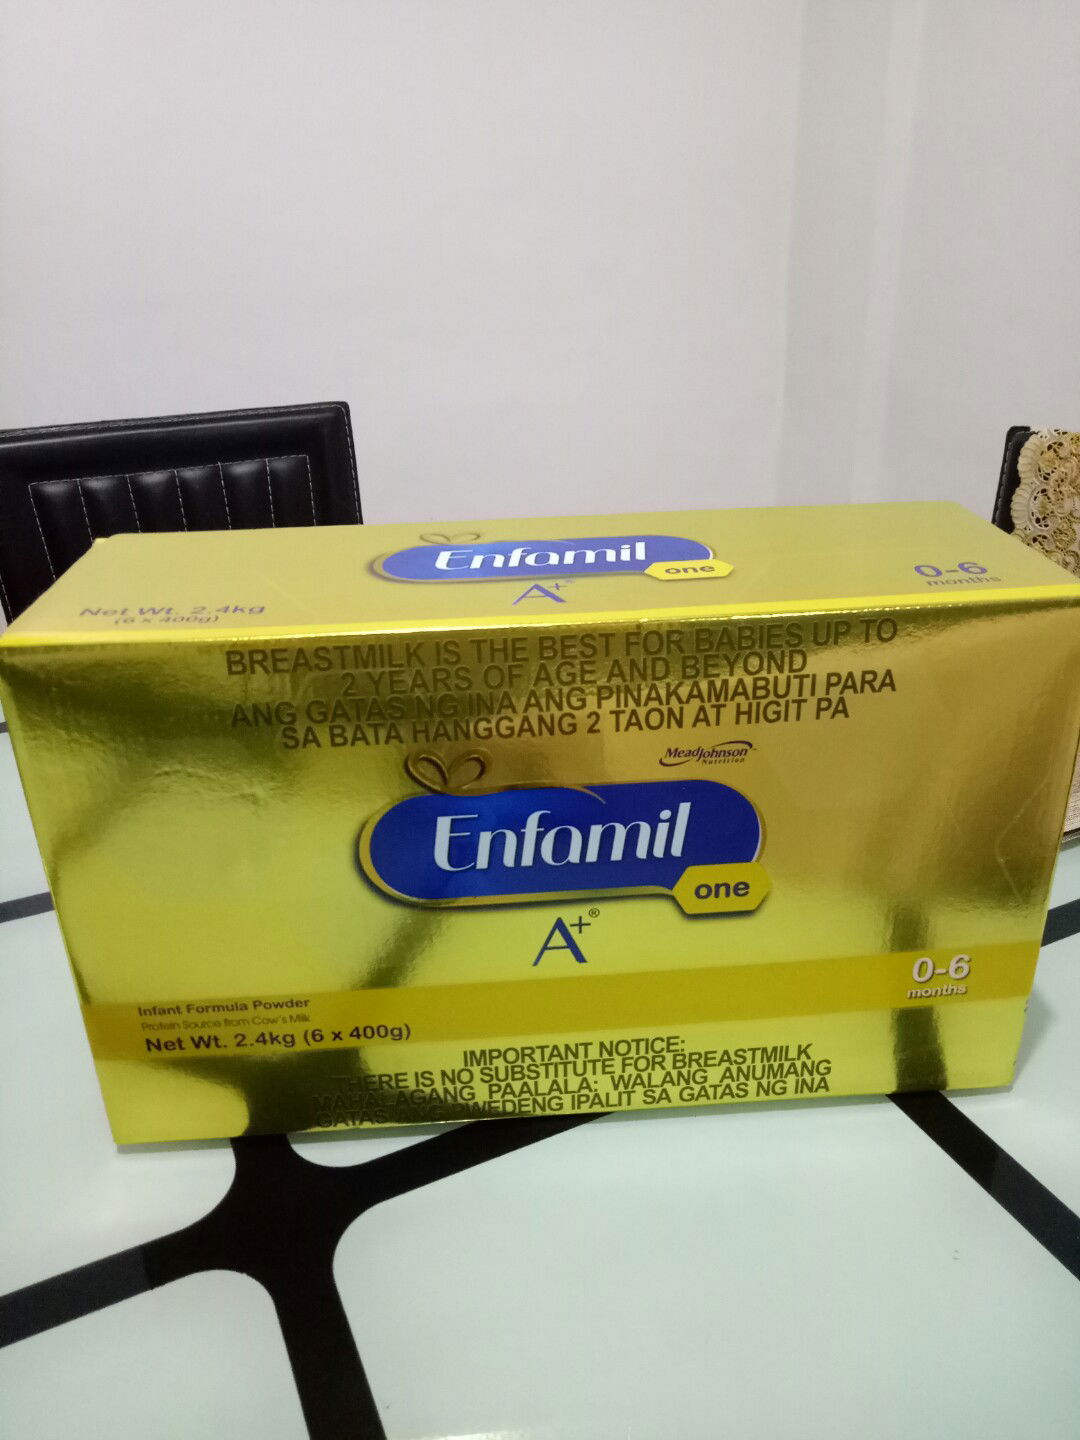 Enfamil
one
A+
Net Wt. 2.4kg
(6 x 400g)
0-6
months
BREASTMILK IS THE BEST FOR BABIES UP TO
2 YEARS OF AGE AND BEYOND
ANG GATAS NG INA ANG PINAKAMABUTI PARA
SA BATA HANGGANG 2 TAON AT HIGIT PA
MeadJohnson™
Nutrition
Enfamil
one
A+®
0-6
months
Infant Formula Powder
Protein Source from Cow's Milk
Net Wt. 2.4kg (6 x 400g)
IMPORTANT NOTICE:
THERE IS NO SUBSTITUTE FOR BREASTMILK
MAHALAGANG PAALALA: WALANG ANUMANG
GATAS ANG PWEDENG IPALIT SA GATAS NG INA